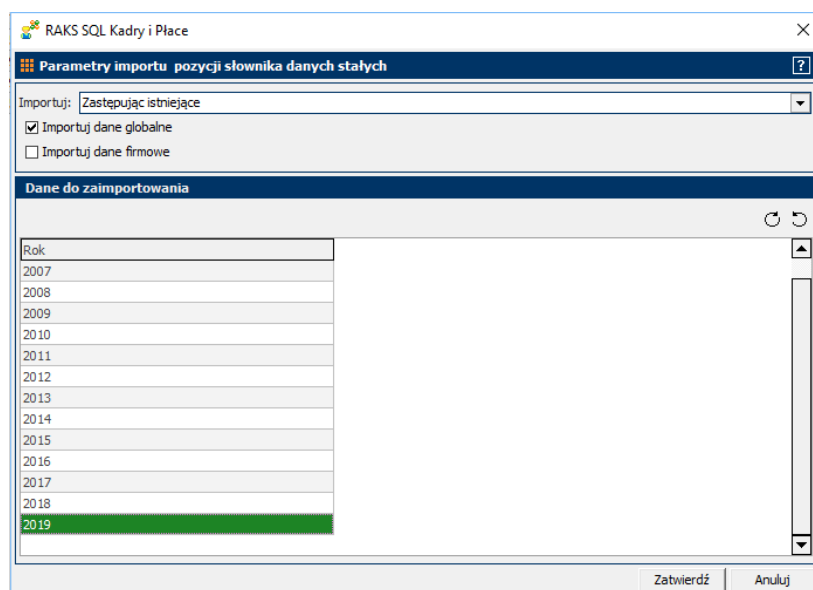 RAKS SQL Kadry i Płace
Parametry importu pozycji słownika danych stałych
?
Importuj: Zastępując istniejące
Importuj dane globalne
Importuj dane firmowe
Dane do zaimportowania
Rok
2007
2008
2009
2010
2011
2012
2013
2014
2015
2016
2017
2018
2019
Zatwierdź Anuluj